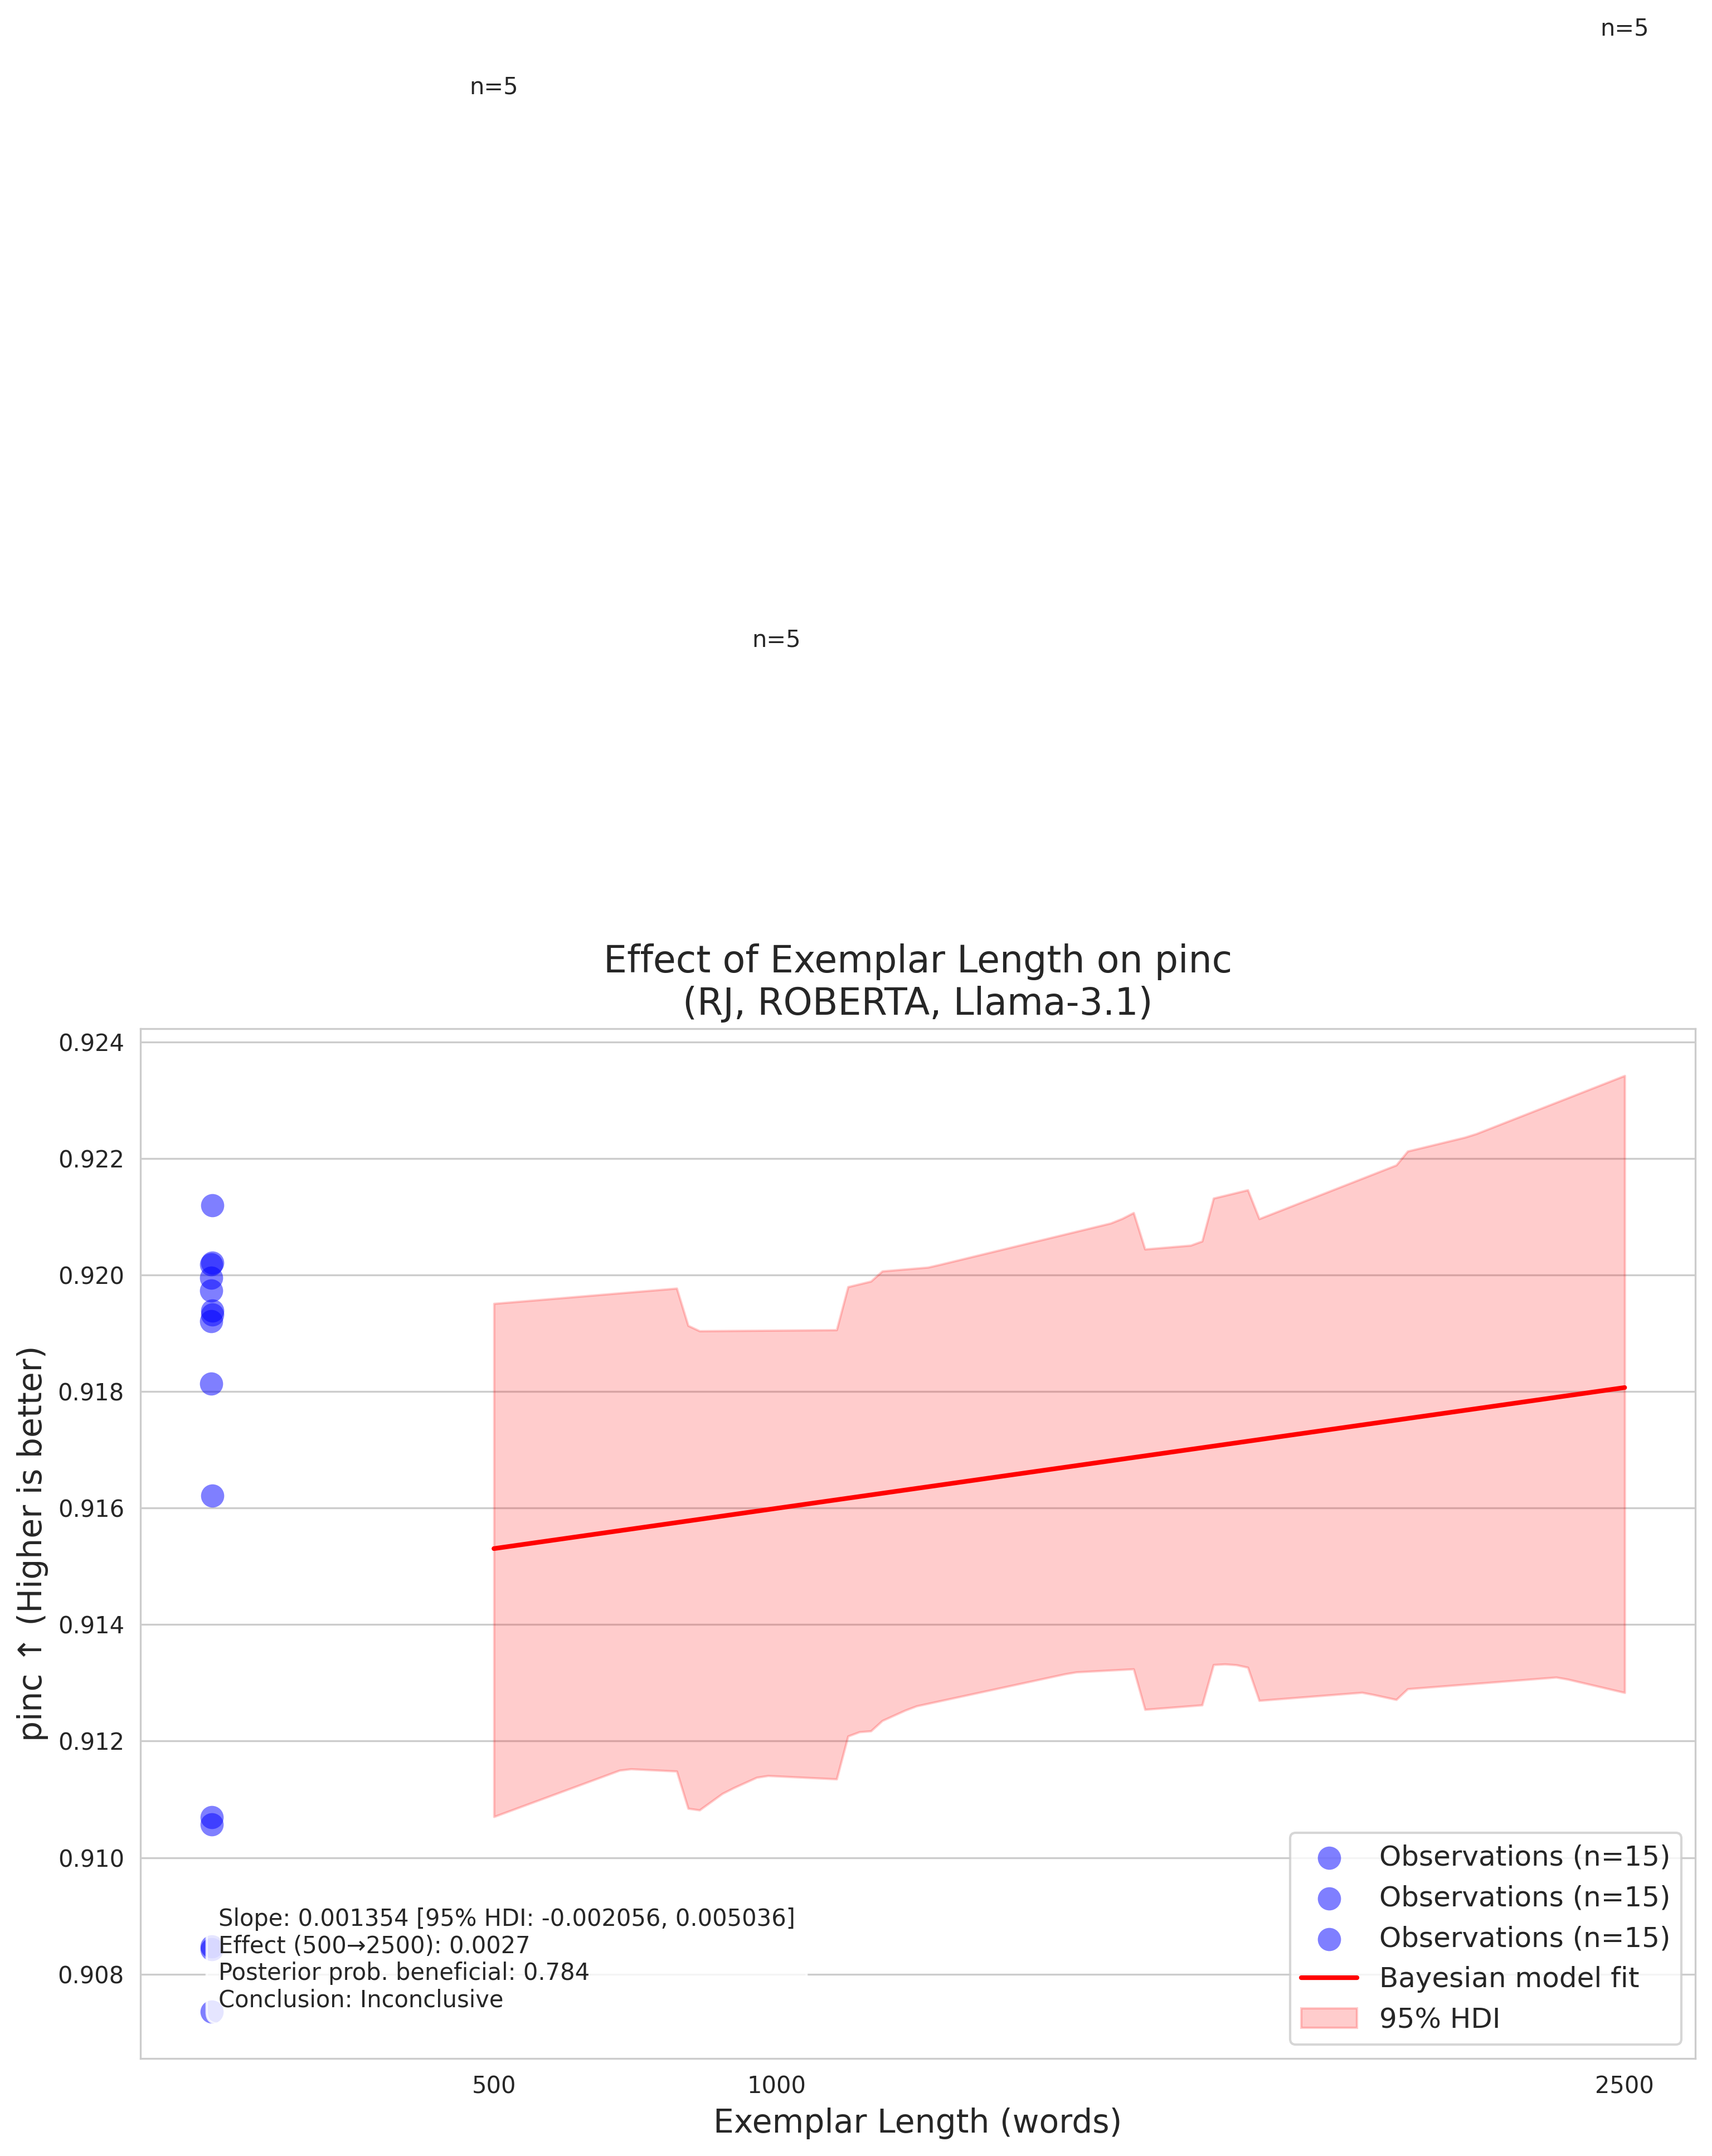 n=5
n=5
n=5
Effect of Exemplar Length on pinc
(RJ, ROBERTA, Llama-3.1)
pinc ↑ (Higher is better)
0.924
0.922
0.920
0.918
0.916
0.914
0.912
0.910
0.908
Slope: 0.001354 [95% HDI: -0.002056, 0.005036]
Effect (500→2500): 0.0027
Posterior prob. beneficial: 0.784
Conclusion: Inconclusive
Observations (n=15)
Observations (n=15)
Observations (n=15)
Bayesian model fit
95% HDI
500 1000 2500
Exemplar Length (words)